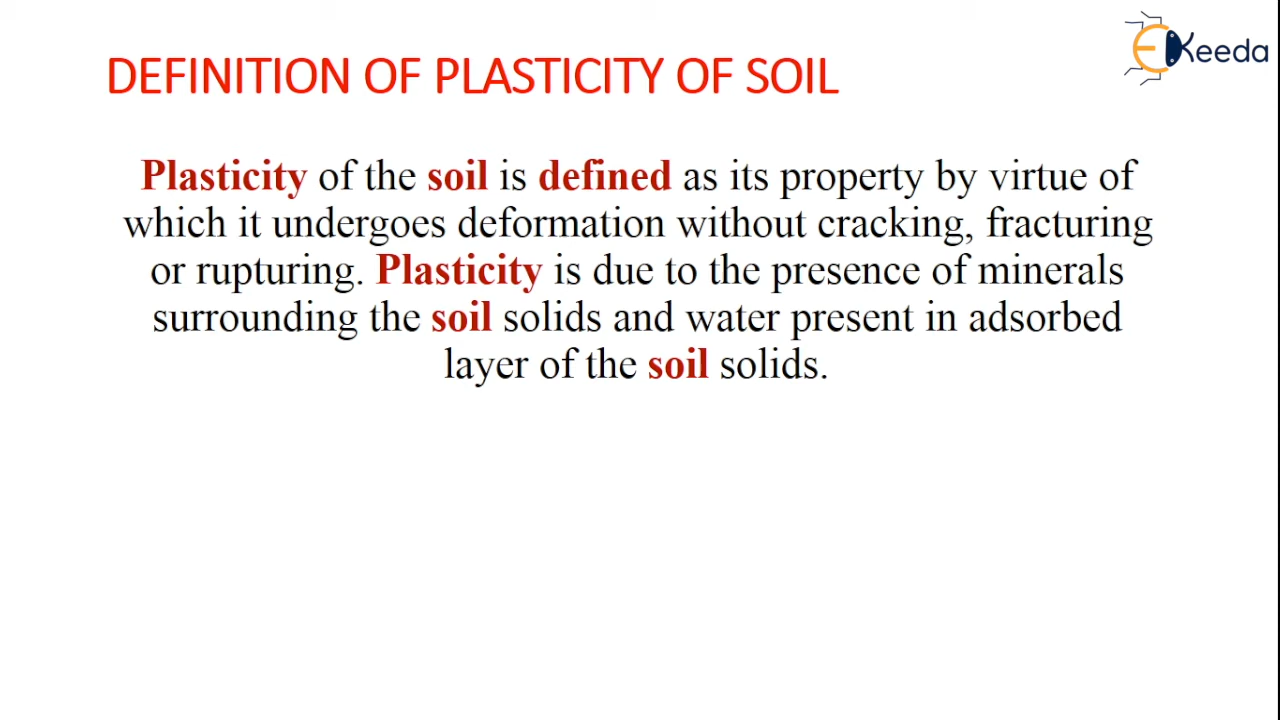 EKeeda
DEFINITION OF PLASTICITY OF SOIL
Plasticity of the soil is defined as its property by virtue of
which it undergoes deformation without cracking, fracturing
or rupturing. Plasticity is due to the presence of minerals
surrounding the soil solids and water present in adsorbed
layer of the soil solids.